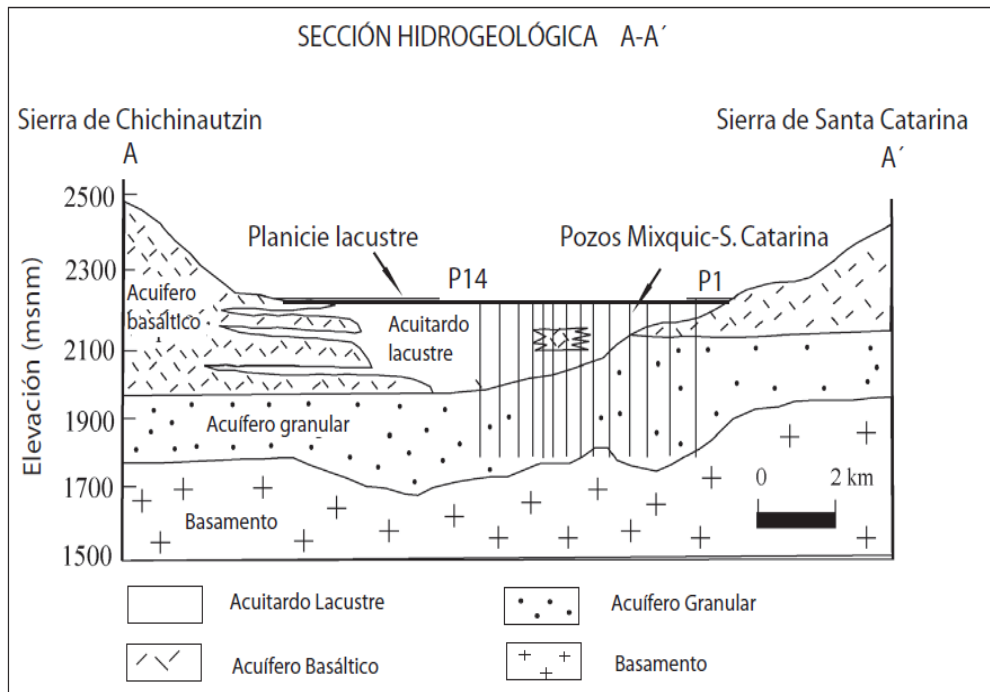 SECCIÓN HIDROGEOLÓGICA A-A´
Sierra de Chichinautzin
A
Sierra de Santa Catarina
A´
Elevación (msnm)
2500
2300
2100
1900
1700
1500
Planicie lacustre
Pozos Mixquic-S. Catarina
P14
P1
Acuifero
basáltico
Acuitardo
lacustre
Acuífero granular
Basamento
0 2 km
Acuitardo Lacustre
Acuífero Granular
Acuífero Basáltico
Basamento